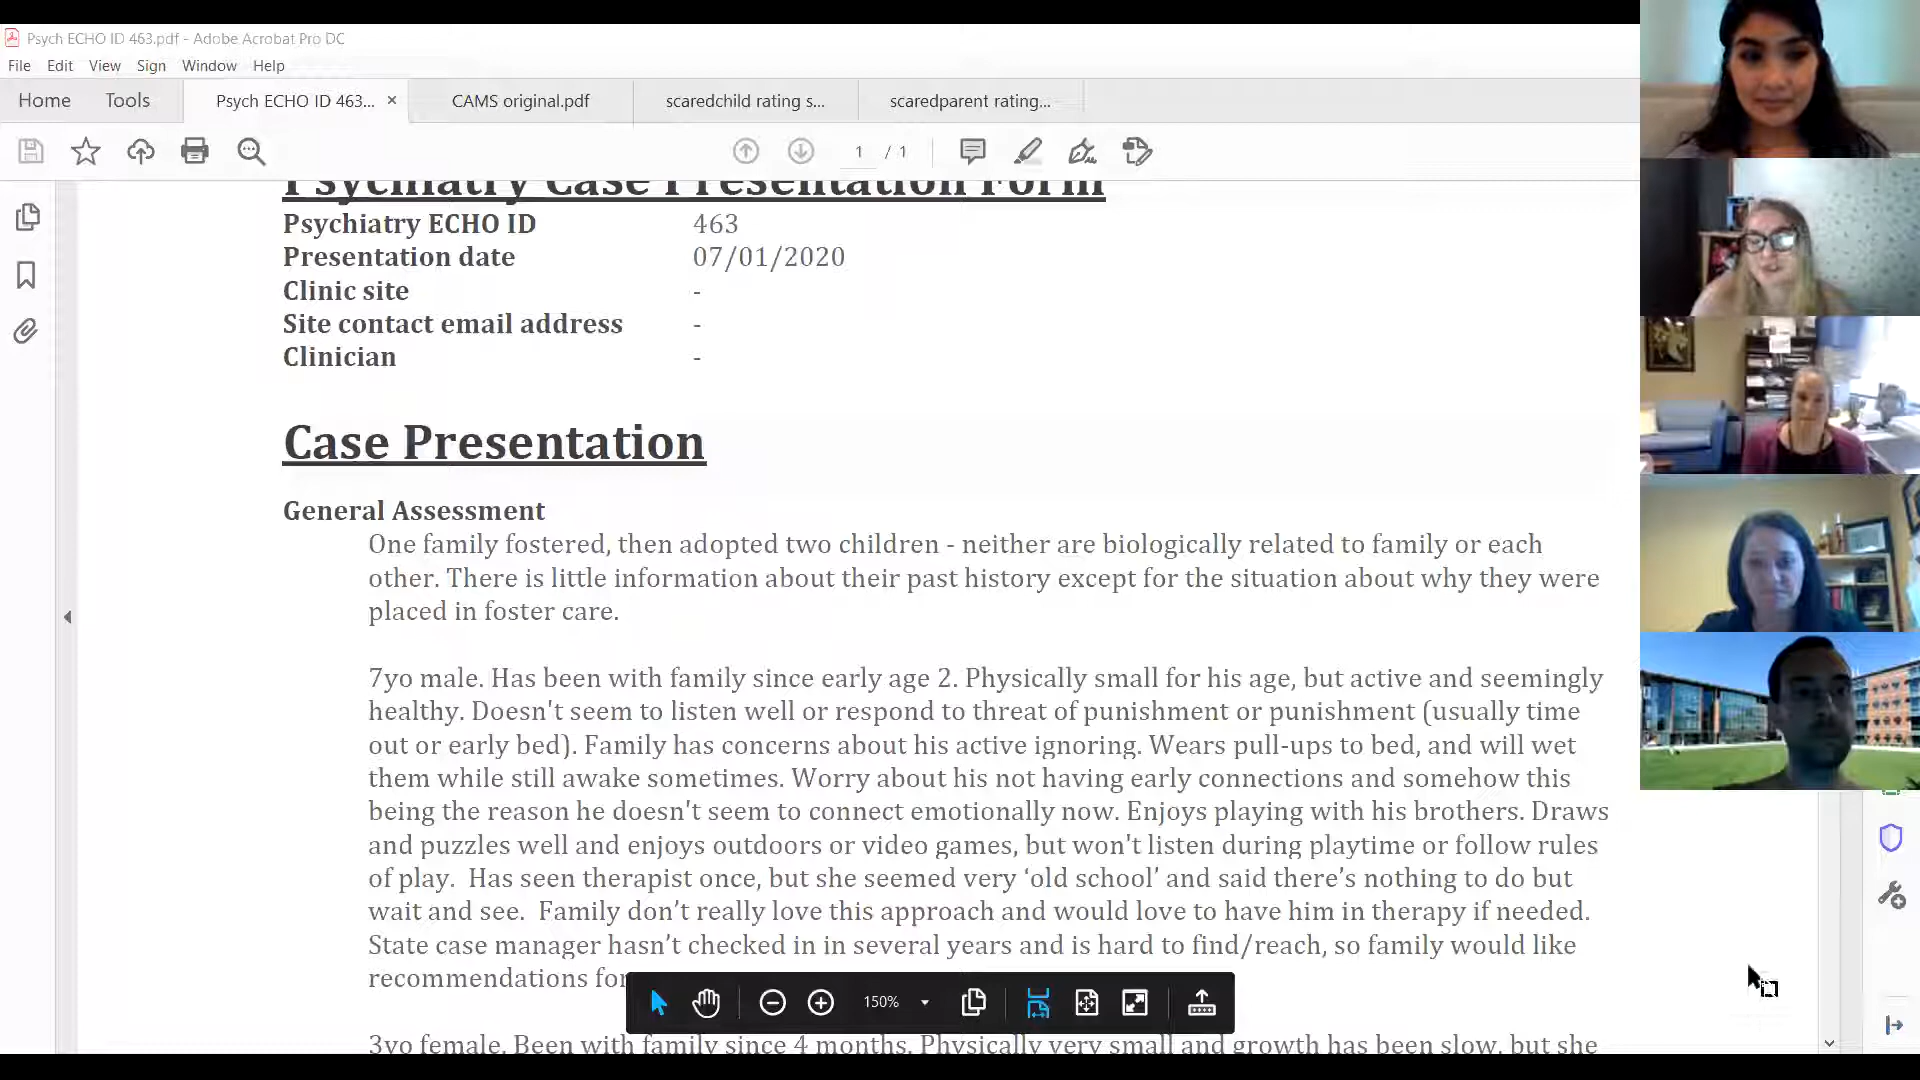 Psych ECHO ID 463.pdf - Adobe Acrobat Pro DC
File Edit View Sign Window Help
Home Tools Psych ECHO ID 463... × CAMS original.pdf scaredchild rating s... scaredparent rating...
1 / 1
Psychiatry Case Presentation Form
Psychiatry ECHO ID 463
Presentation date 07/01/2020
Clinic site -
Site contact email address -
Clinician -
Case Presentation
General Assessment
One family fostered, then adopted two children - neither are biologically related to family or each
other. There is little information about their past history except for the situation about why they were
placed in foster care.
7yo male. Has been with family since early age 2. Physically small for his age, but active and seemingly
healthy. Doesn't seem to listen well or respond to threat of punishment or punishment (usually time
out or early bed). Family has concerns about his active ignoring. Wears pull-ups to bed, and will wet
them while still awake sometimes. Worry about his not having early connections and somehow this
being the reason he doesn't seem to connect emotionally now. Enjoys playing with his brothers. Draws
and puzzles well and enjoys outdoors or video games, but won't listen during playtime or follow rules
of play. Has seen therapist once, but she seemed very ‘old school’ and said there’s nothing to do but
wait and see. Family don’t really love this approach and would love to have him in therapy if needed.
State case manager hasn’t checked in in several years and is hard to find/reach, so family would like
recommendations for
150%
3yo female. Been with family since 4 months. Physically very small and growth has been slow, but she